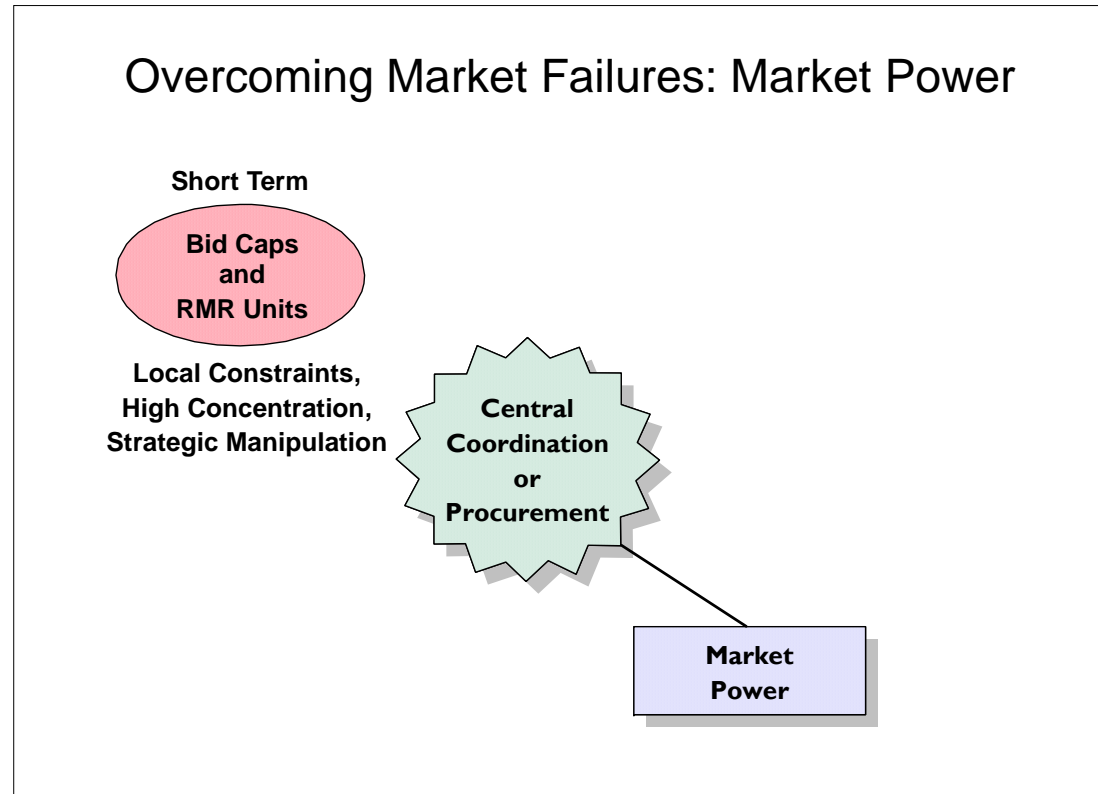 Overcoming Market Failures: Market Power
Short Term
Bid Caps
and
RMR Units
Local Constraints,
High Concentration,
Strategic Manipulation
Central
Coordination
or
Procurement
Market
Power